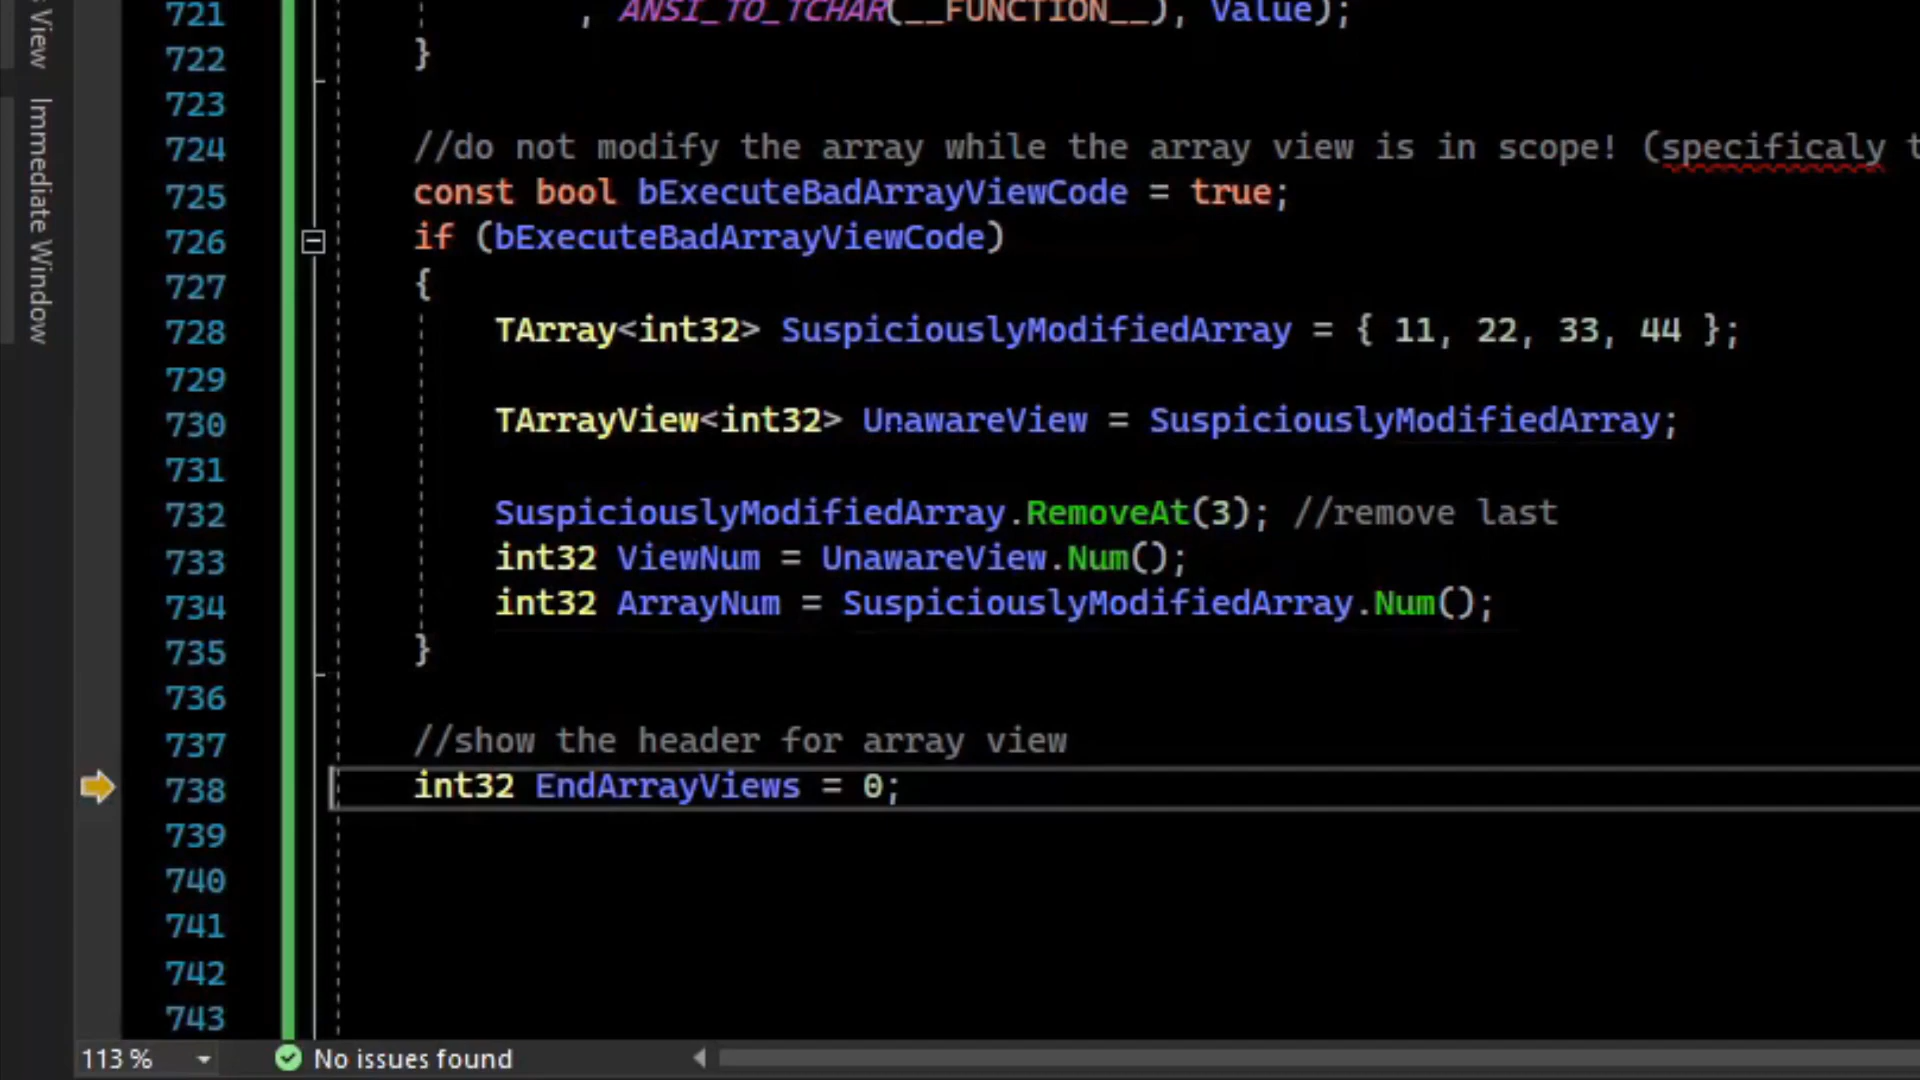 s View
Immediate Window
721 , ANSI_TO_TCHAR(__FUNCTION__), Value);
722 }
723
724 //do not modify the array while the array view is in scope! (specificaly t
725 const bool bExecuteBadArrayViewCode = true;
726 if (bExecuteBadArrayViewCode)
727 {
728 TArray<int32> SuspiciouslyModifiedArray = { 11, 22, 33, 44 };
729
730 TArrayView<int32> UnawareView = SuspiciouslyModifiedArray;
731
732 SuspiciouslyModifiedArray.RemoveAt(3); //remove last
733 int32 ViewNum = UnawareView.Num();
734 int32 ArrayNum = SuspiciouslyModifiedArray.Num();
735 }
736
737 //show the header for array view
738 int32 EndArrayViews = 0;
739
740
741
742
743
113 % No issues found